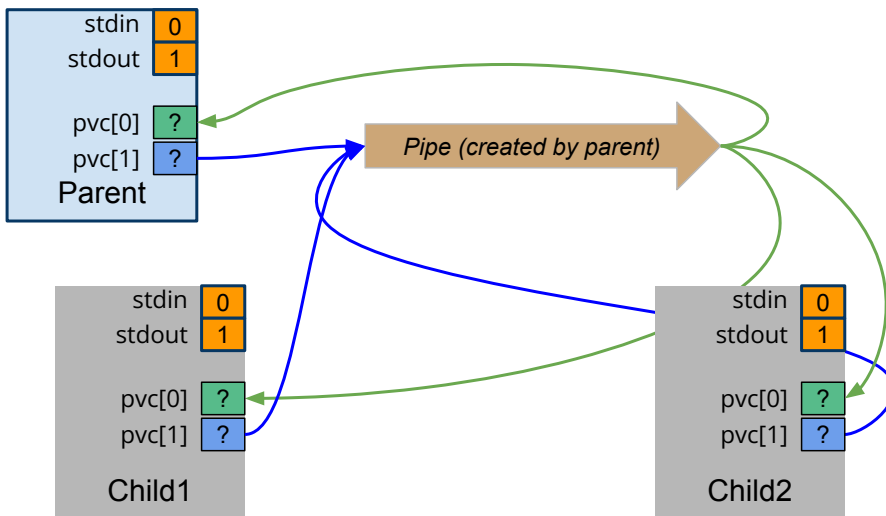 stdin 0
stdout 1
pvc[0] ?
pvc[1] ?
Parent
Pipe (created by parent)
stdin 0
stdout 1
pvc[0] ?
pvc[1] ?
Child1
stdin 0
stdout 1
pvc[0] ?
pvc[1] ?
Child2